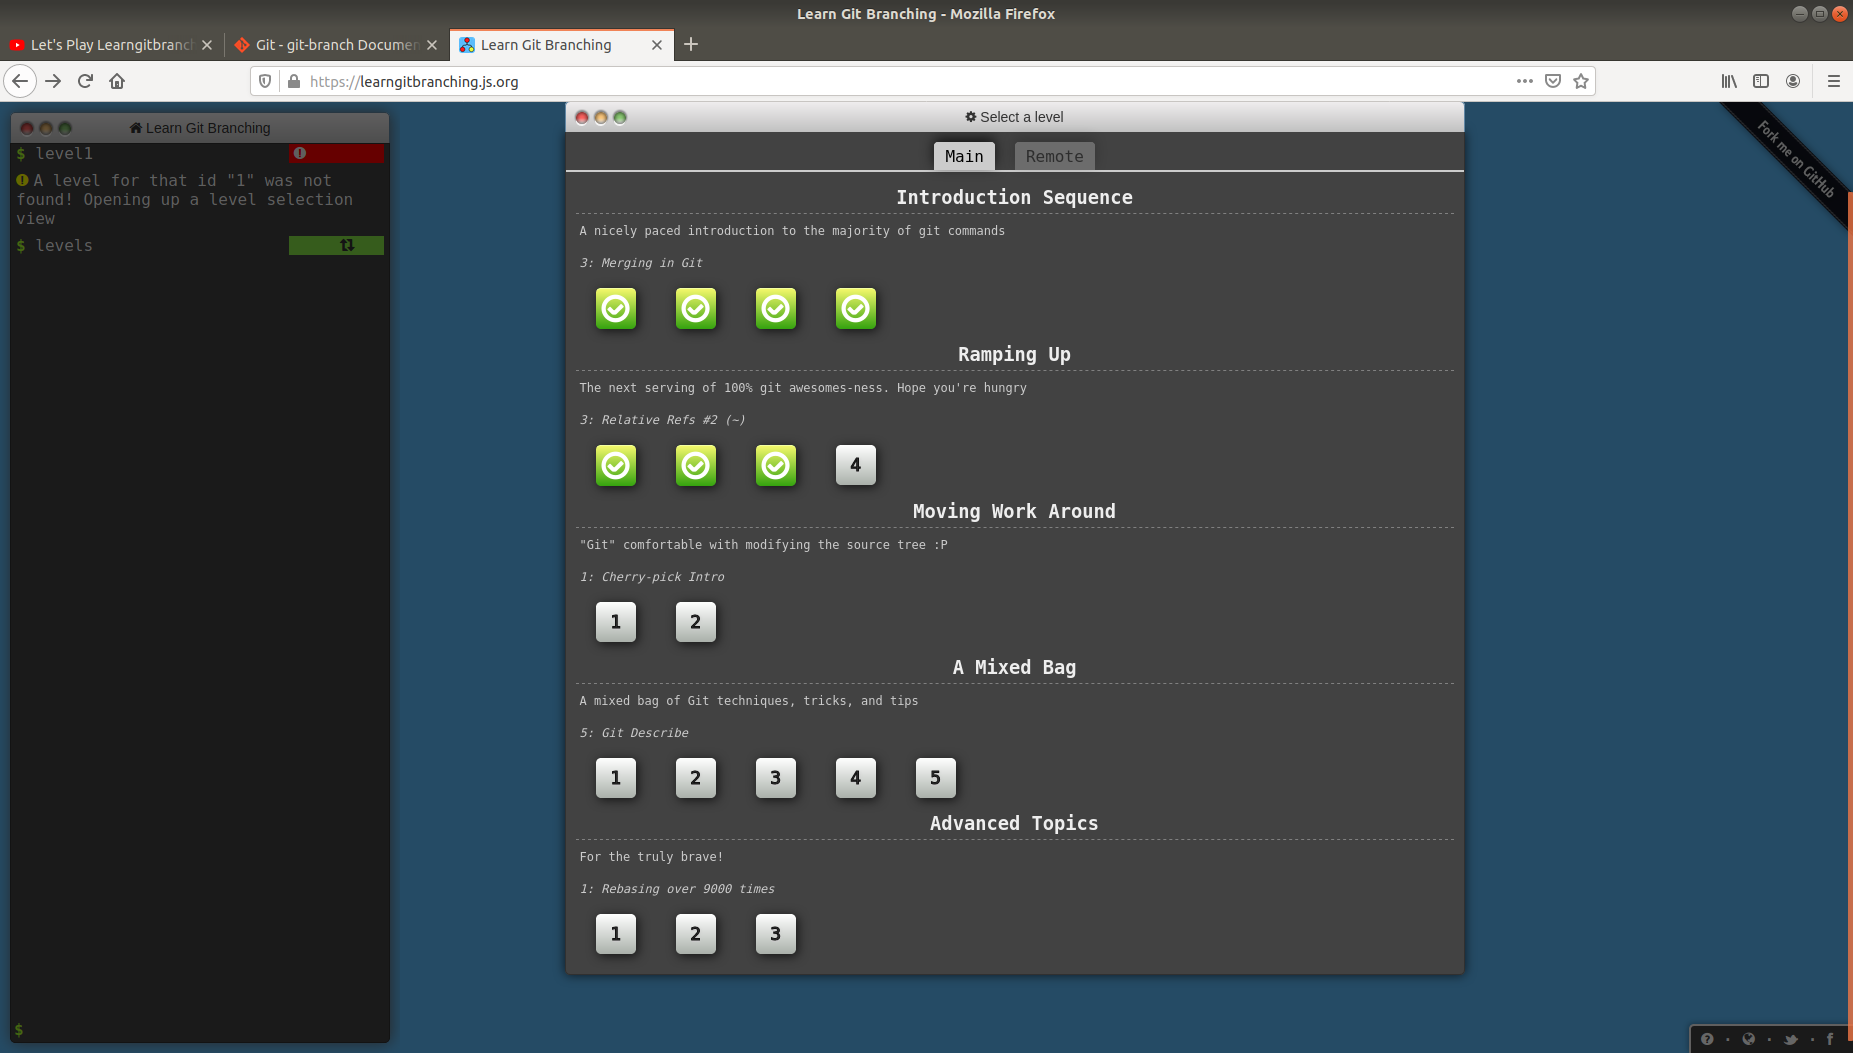 Learn Git Branching - Mozilla Firefox
Let's Play Learngitbranch
Git - git-branch Documen
Learn Git Branching
https://learngitbranching.js.org
Learn Git Branching
$ level1
A level for that id "1" was not
found! Opening up a level selection
view
$ levels
$
Select a level
Main
Remote
Introduction Sequence
A nicely paced introduction to the majority of git commands
3: Merging in Git
Ramping Up
The next serving of 100% git awesomes-ness. Hope you're hungry
3: Relative Refs #2 (~)
4
Moving Work Around
"Git" comfortable with modifying the source tree :P
1: Cherry-pick Intro
1 2
A Mixed Bag
A mixed bag of Git techniques, tricks, and tips
5: Git Describe
1 2 3 4 5
Advanced Topics
For the truly brave!
1: Rebasing over 9000 times
1 2 3
Fork me on GitHub